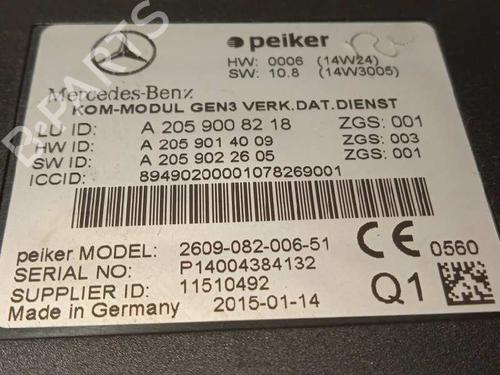 peiker
HW: 0006 (14W24)
SW: 10.8 (14W3005)
Mercedes-Benz
KOM-MODUL GEN3 VERK.DAT.DIENST
LU ID: A 205 900 82 18 ZGS: 001
HW ID: A 205 901 40 09 ZGS: 003
SW ID: A 205 902 26 05 ZGS: 001
ICCID: 89490200001078269001
peiker MODEL: 2609-082-006-51
CE 0560
SERIAL NO: P14004384132
SUPPLIER ID: 11510492
Made in Germany 2015-01-14
Q1
B-PARTS